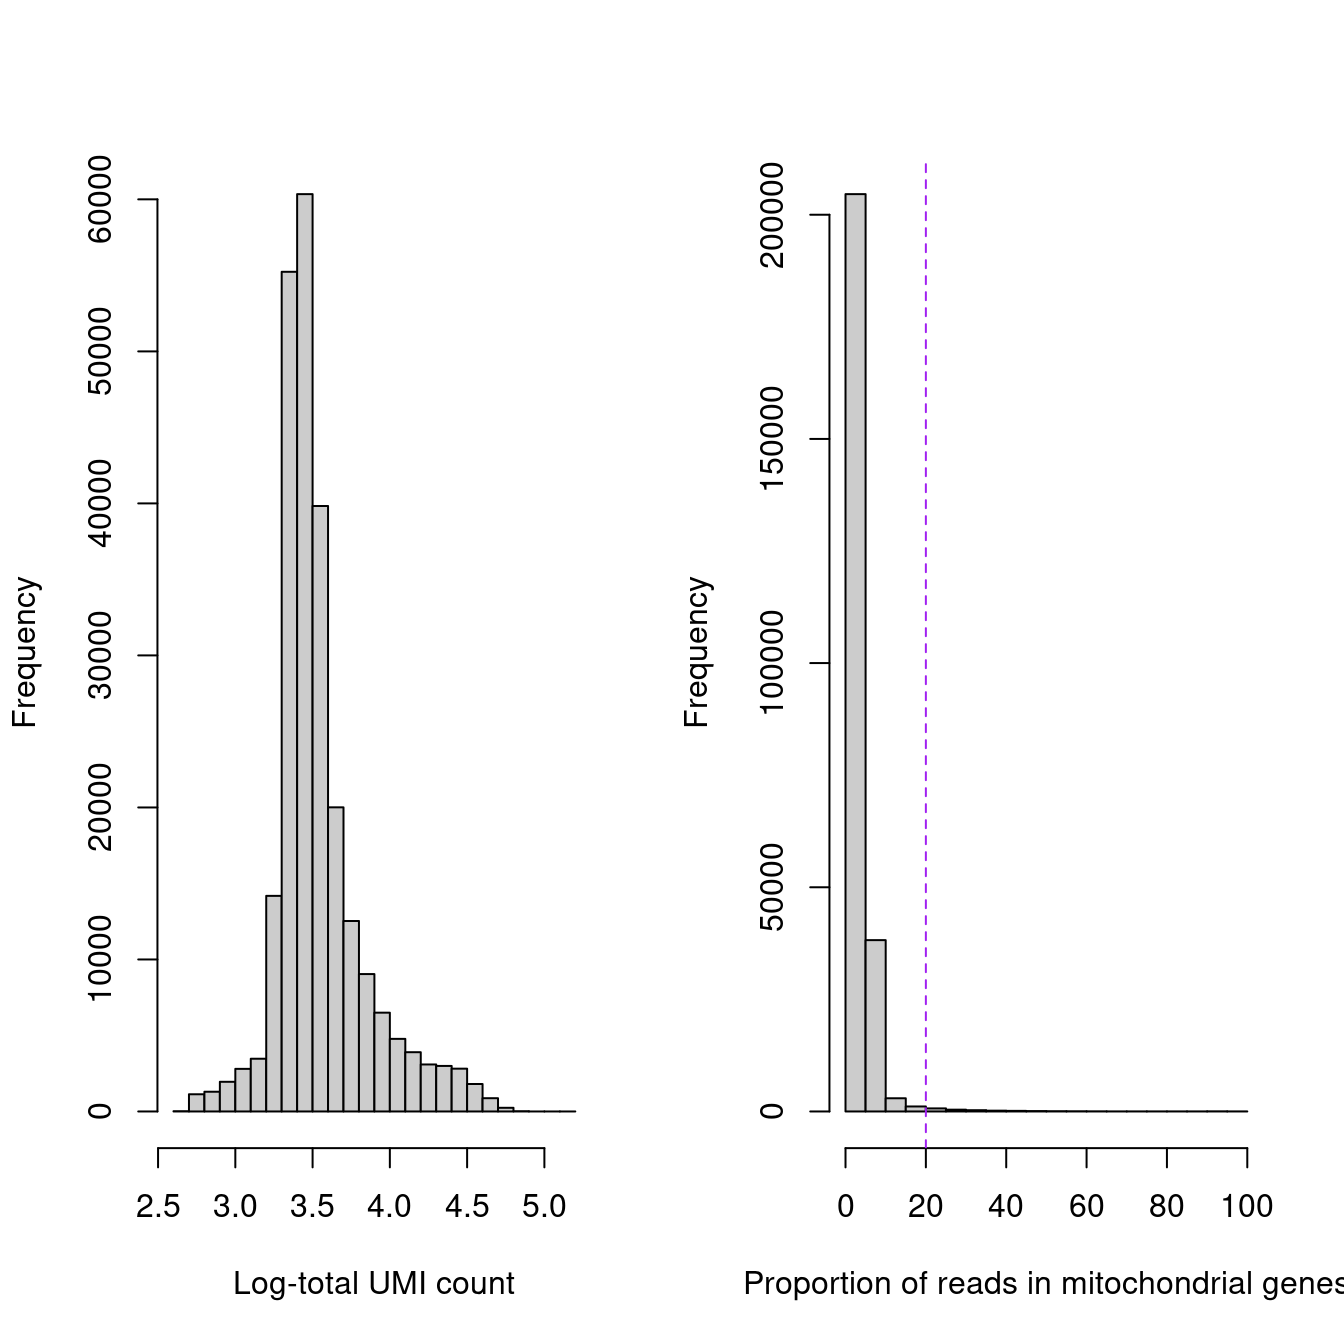 Frequency
0
10000
20000
30000
40000
50000
60000
2.5 3.0 3.5 4.0 4.5 5.0
Log-total UMI count
Frequency
0
50000
100000
150000
200000
0 20 40 60 80 100
Proportion of reads in mitochondrial genes